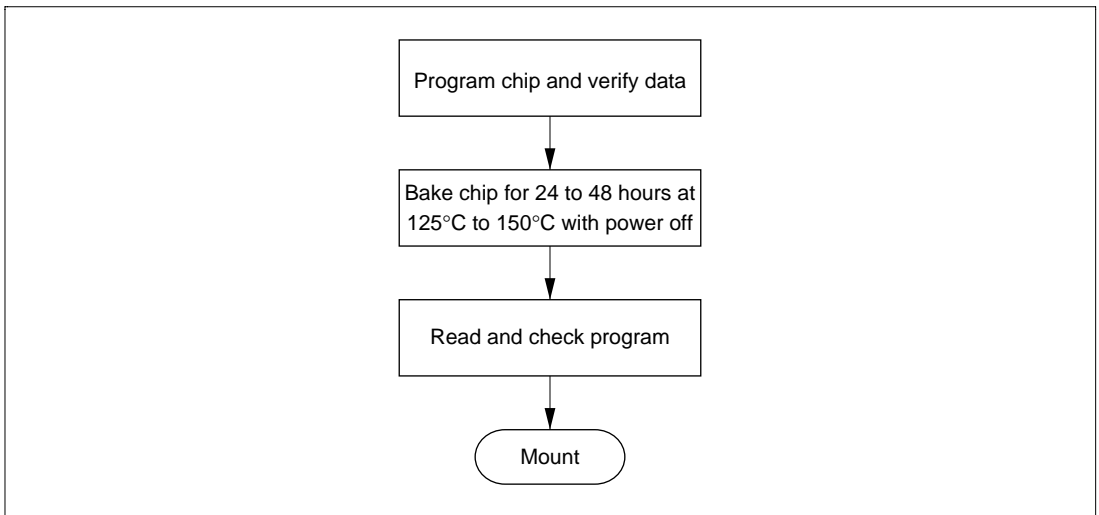 Program chip and verify data
Bake chip for 24 to 48 hours at
125°C to 150°C with power off
Read and check program
Mount